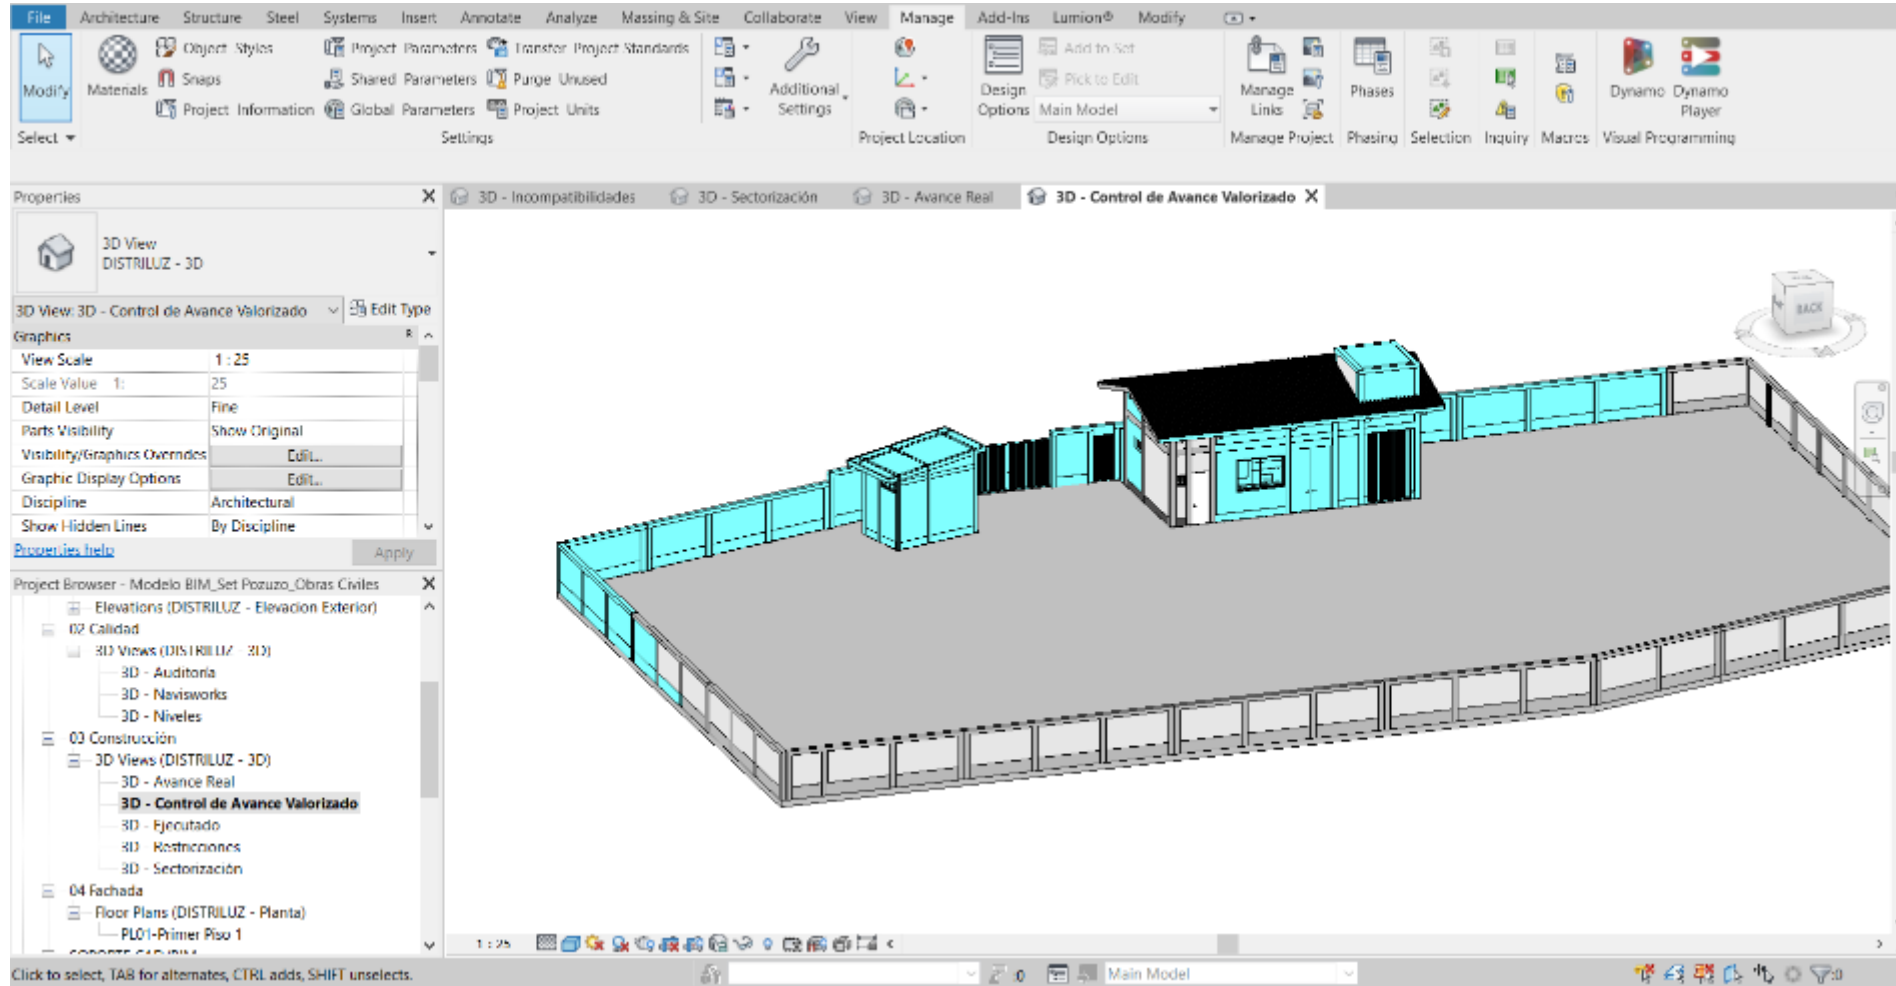 File Architecture Structure Steel Systems Insert Annotate Analyze Massing & Site Collaborate View Manage Add-Ins Lumion® Modify
Modify
Select
Materials
Object Styles
Snaps
Project Information
Project Parameters
Shared Parameters
Global Parameters
Transfer Project Standards
Purge Unused
Project Units
Additional Settings
Settings
Project Location
Design Options
Add to Set
Pick to Edit
Main Model
Design Options
Manage Links
Manage Project
Phases
Phasing
Selection
Inquiry
Macros
Dynamo
Dynamo Player
Visual Programming
Properties X
3D - Incompatibilidades
3D - Sectorización
3D - Avance Real
3D - Control de Avance Valorizado X
3D View
DISTRILUZ - 3D
3D View: 3D - Control de Avance Valorizado Edit Type
Graphics
View Scale 1 : 25
Scale Value 1: 25
Detail Level Fine
Parts Visibility Show Original
Visibility/Graphics Overrides Edit...
Graphic Display Options Edit...
Discipline Architectural
Show Hidden Lines By Discipline
Properties help Apply
Project Browser - Modelo BIM_Set Pozuzo_Obras Civiles X
Elevations (DISTRILUZ - Elevacion Exterior)
02 Calidad
3D Views (DISTRILUZ - 3D)
3D - Auditoría
3D - Navisworks
3D - Niveles
03 Construcción
3D Views (DISTRILUZ - 3D)
3D - Avance Real
3D - Control de Avance Valorizado
3D - Ejecutado
3D - Restricciones
3D - Sectorización
04 Fachada
Floor Plans (DISTRILUZ - Planta)
PL01-Primer Piso 1
BACK
1 : 25
Click to select, TAB for alternates, CTRL adds, SHIFT unselects.
:0
Main Model
:0